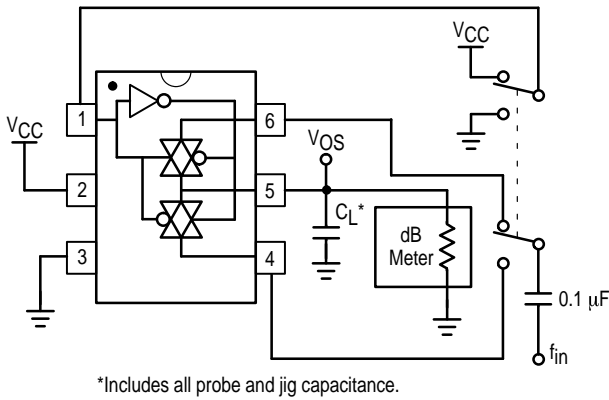 VCC
1
6
VCC
VOS
2
5
CL*
dB
Meter
3
4
0.1 μF
fin
*Includes all probe and jig capacitance.